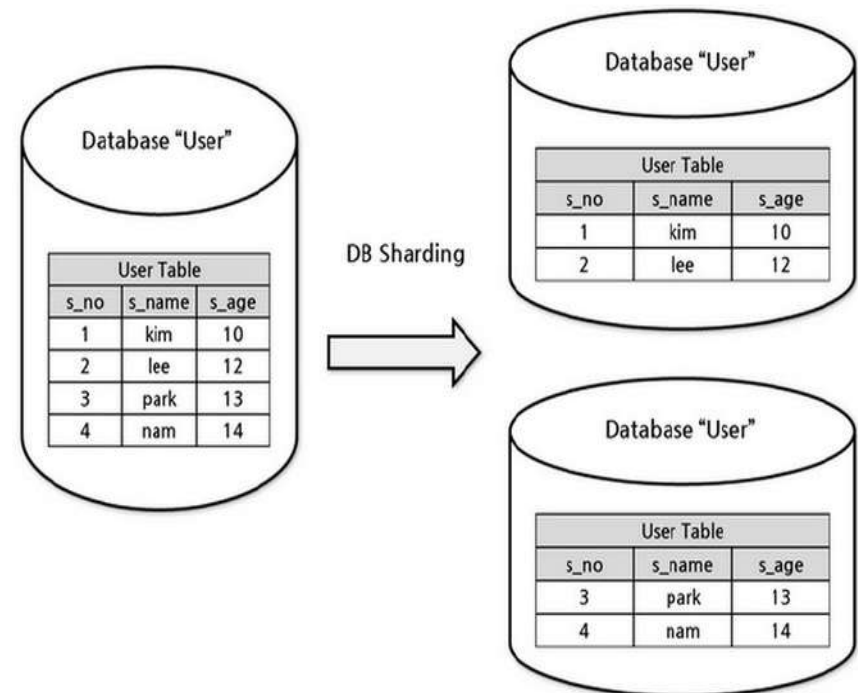 Database “User”
User Table
s_no s_name s_age
1 kim 10
2 lee 12
3 park 13
4 nam 14
DB Sharding
Database “User”
User Table
s_no s_name s_age
1 kim 10
2 lee 12
Database “User”
User Table
s_no s_name s_age
3 park 13
4 nam 14